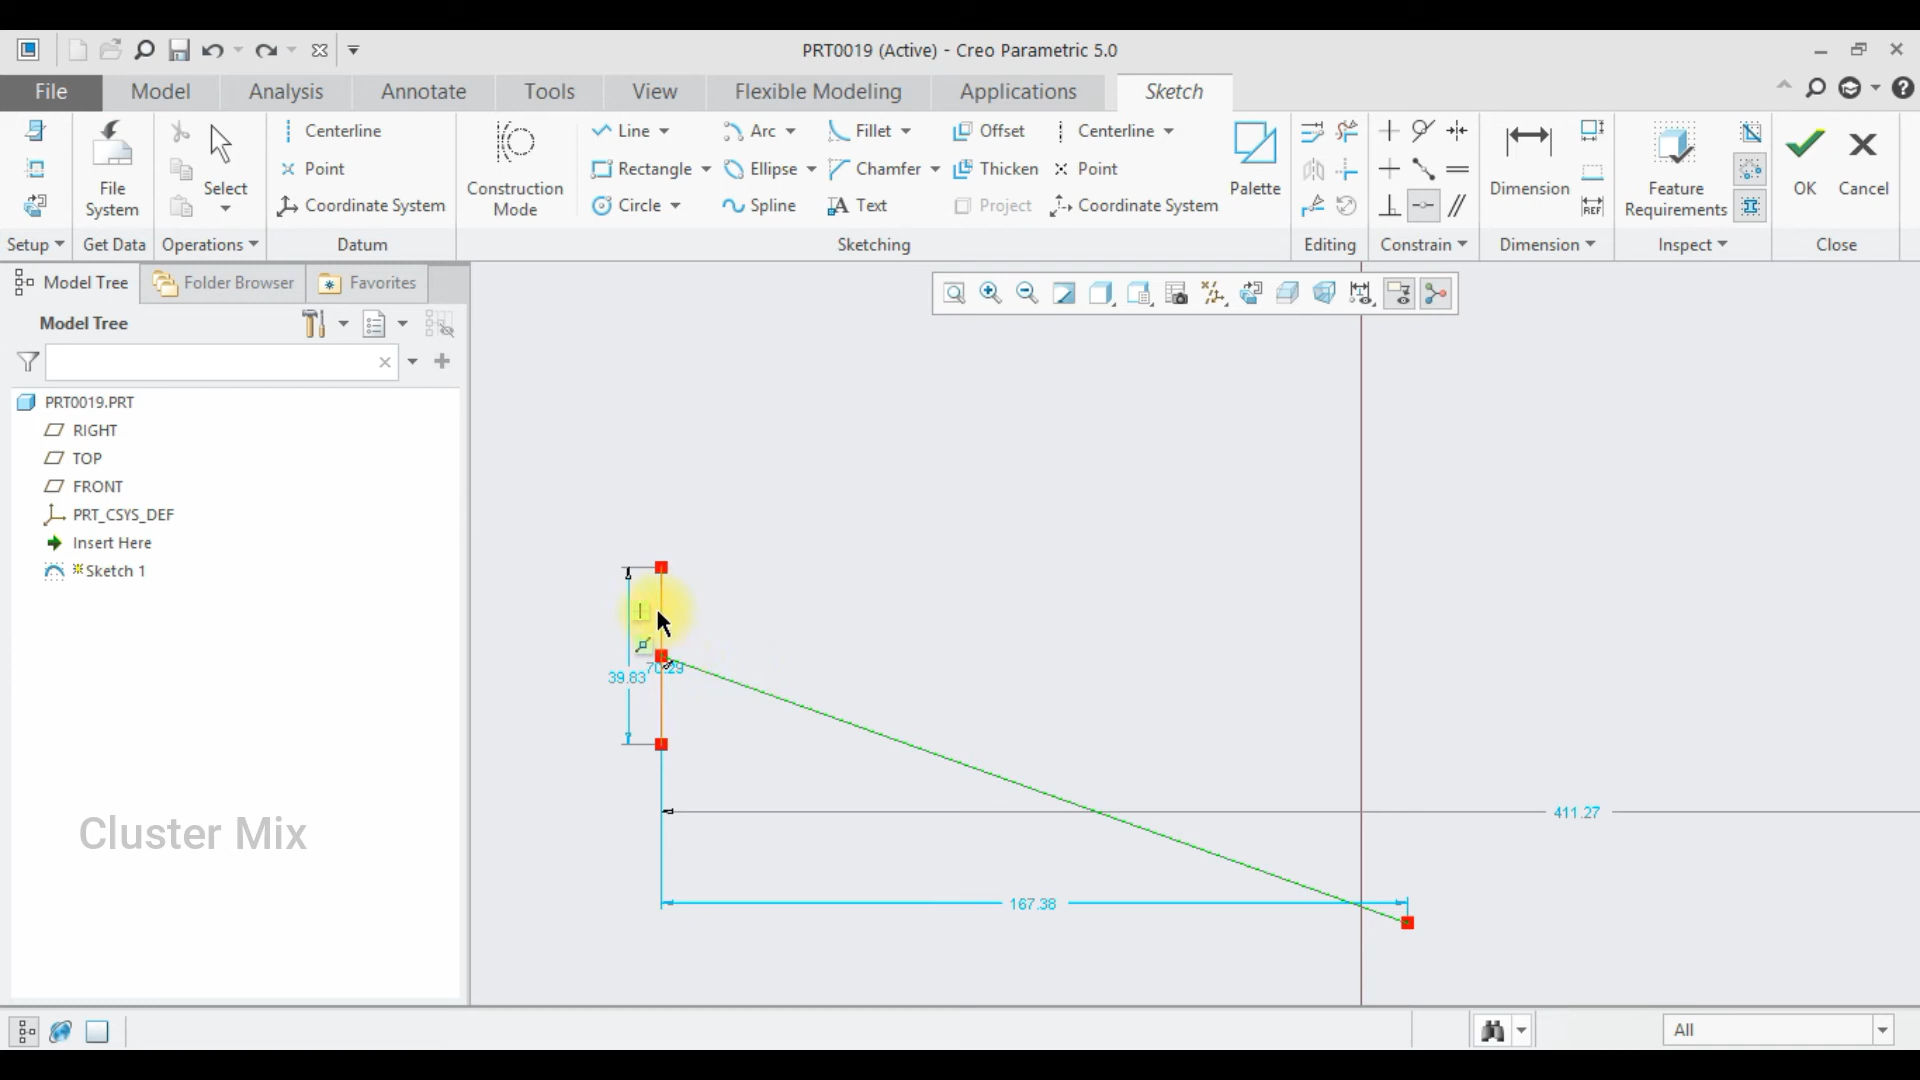 PRT0019 (Active) - Creo Parametric 5.0
File Model Analysis Annotate Tools View Flexible Modeling Applications Sketch
Centerline Line Arc Fillet Offset Centerline
Point Rectangle Ellipse Chamfer Thicken Point
Coordinate System Circle Spline Text Project Coordinate System
File System Select Construction Mode Palette Dimension Feature Requirements OK Cancel
REF
Setup Get Data Operations Datum Sketching Editing Constrain Dimension Inspect Close
Model Tree Folder Browser Favorites
Model Tree
PRT0019.PRT
RIGHT
TOP
FRONT
PRT_CSYS_DEF
Insert Here
Sketch 1
39.83
70.29
411.27
167.38
Cluster Mix
All